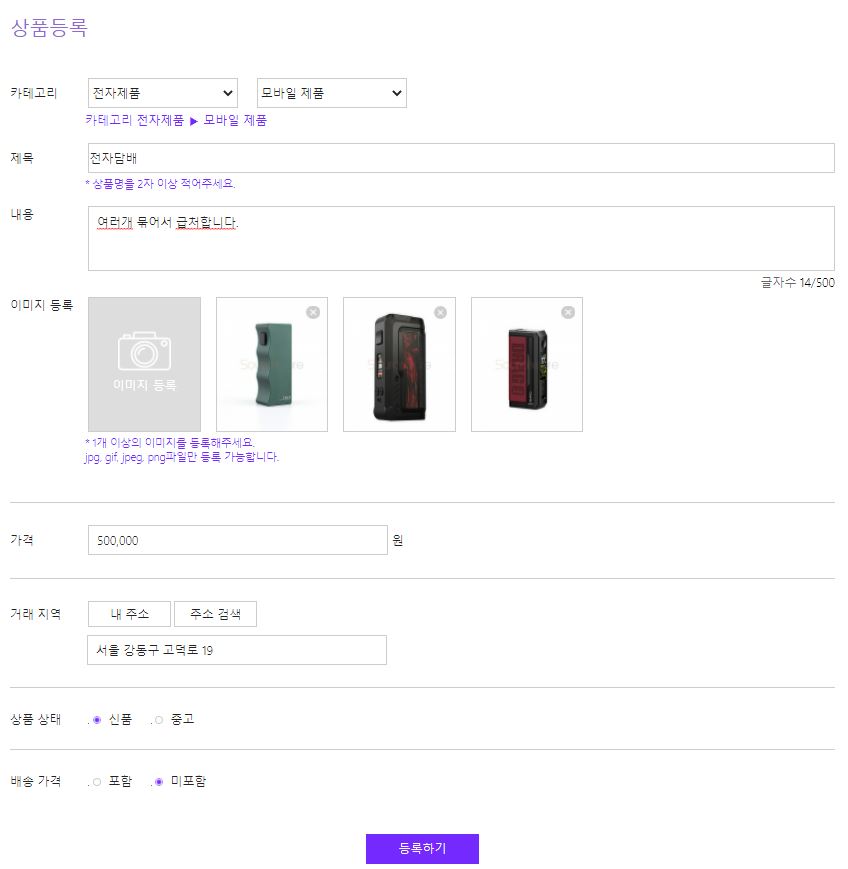 상품등록
카테고리 전자제품 모바일 제품
카테고리 전자제품 ▶ 모바일 제품
제목 전자담배
* 상품명을 2자 이상 적어주세요.
내용 여러개 묶어서 급처합니다.
글자수 14/500
이미지 등록
이미지 등록
* 1개 이상의 이미지를 등록해주세요.
jpg, gif, jpeg, png파일만 등록 가능합니다.
가격 500,000 원
거래 지역 내 주소 주소 검색
서울 강동구 고덕로 19
상품 상태 . 신품 . 중고
배송 가격 . 포함 . 미포함
등록하기